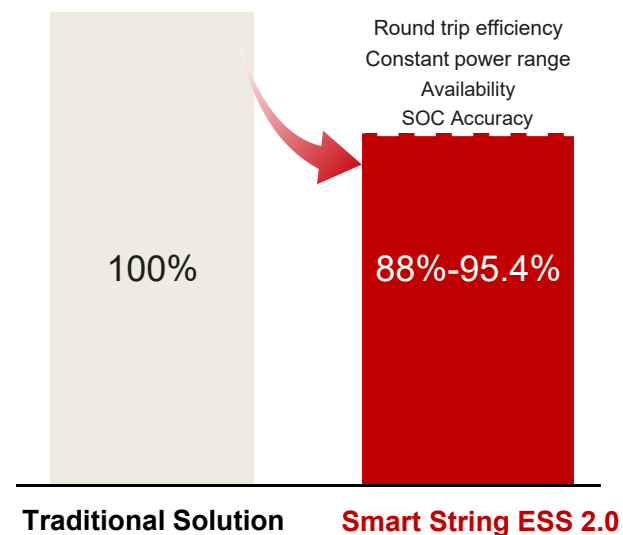 Round trip efficiency
Constant power range
Availability
SOC Accuracy
100%
88%-95.4%
Traditional Solution
Smart String ESS 2.0